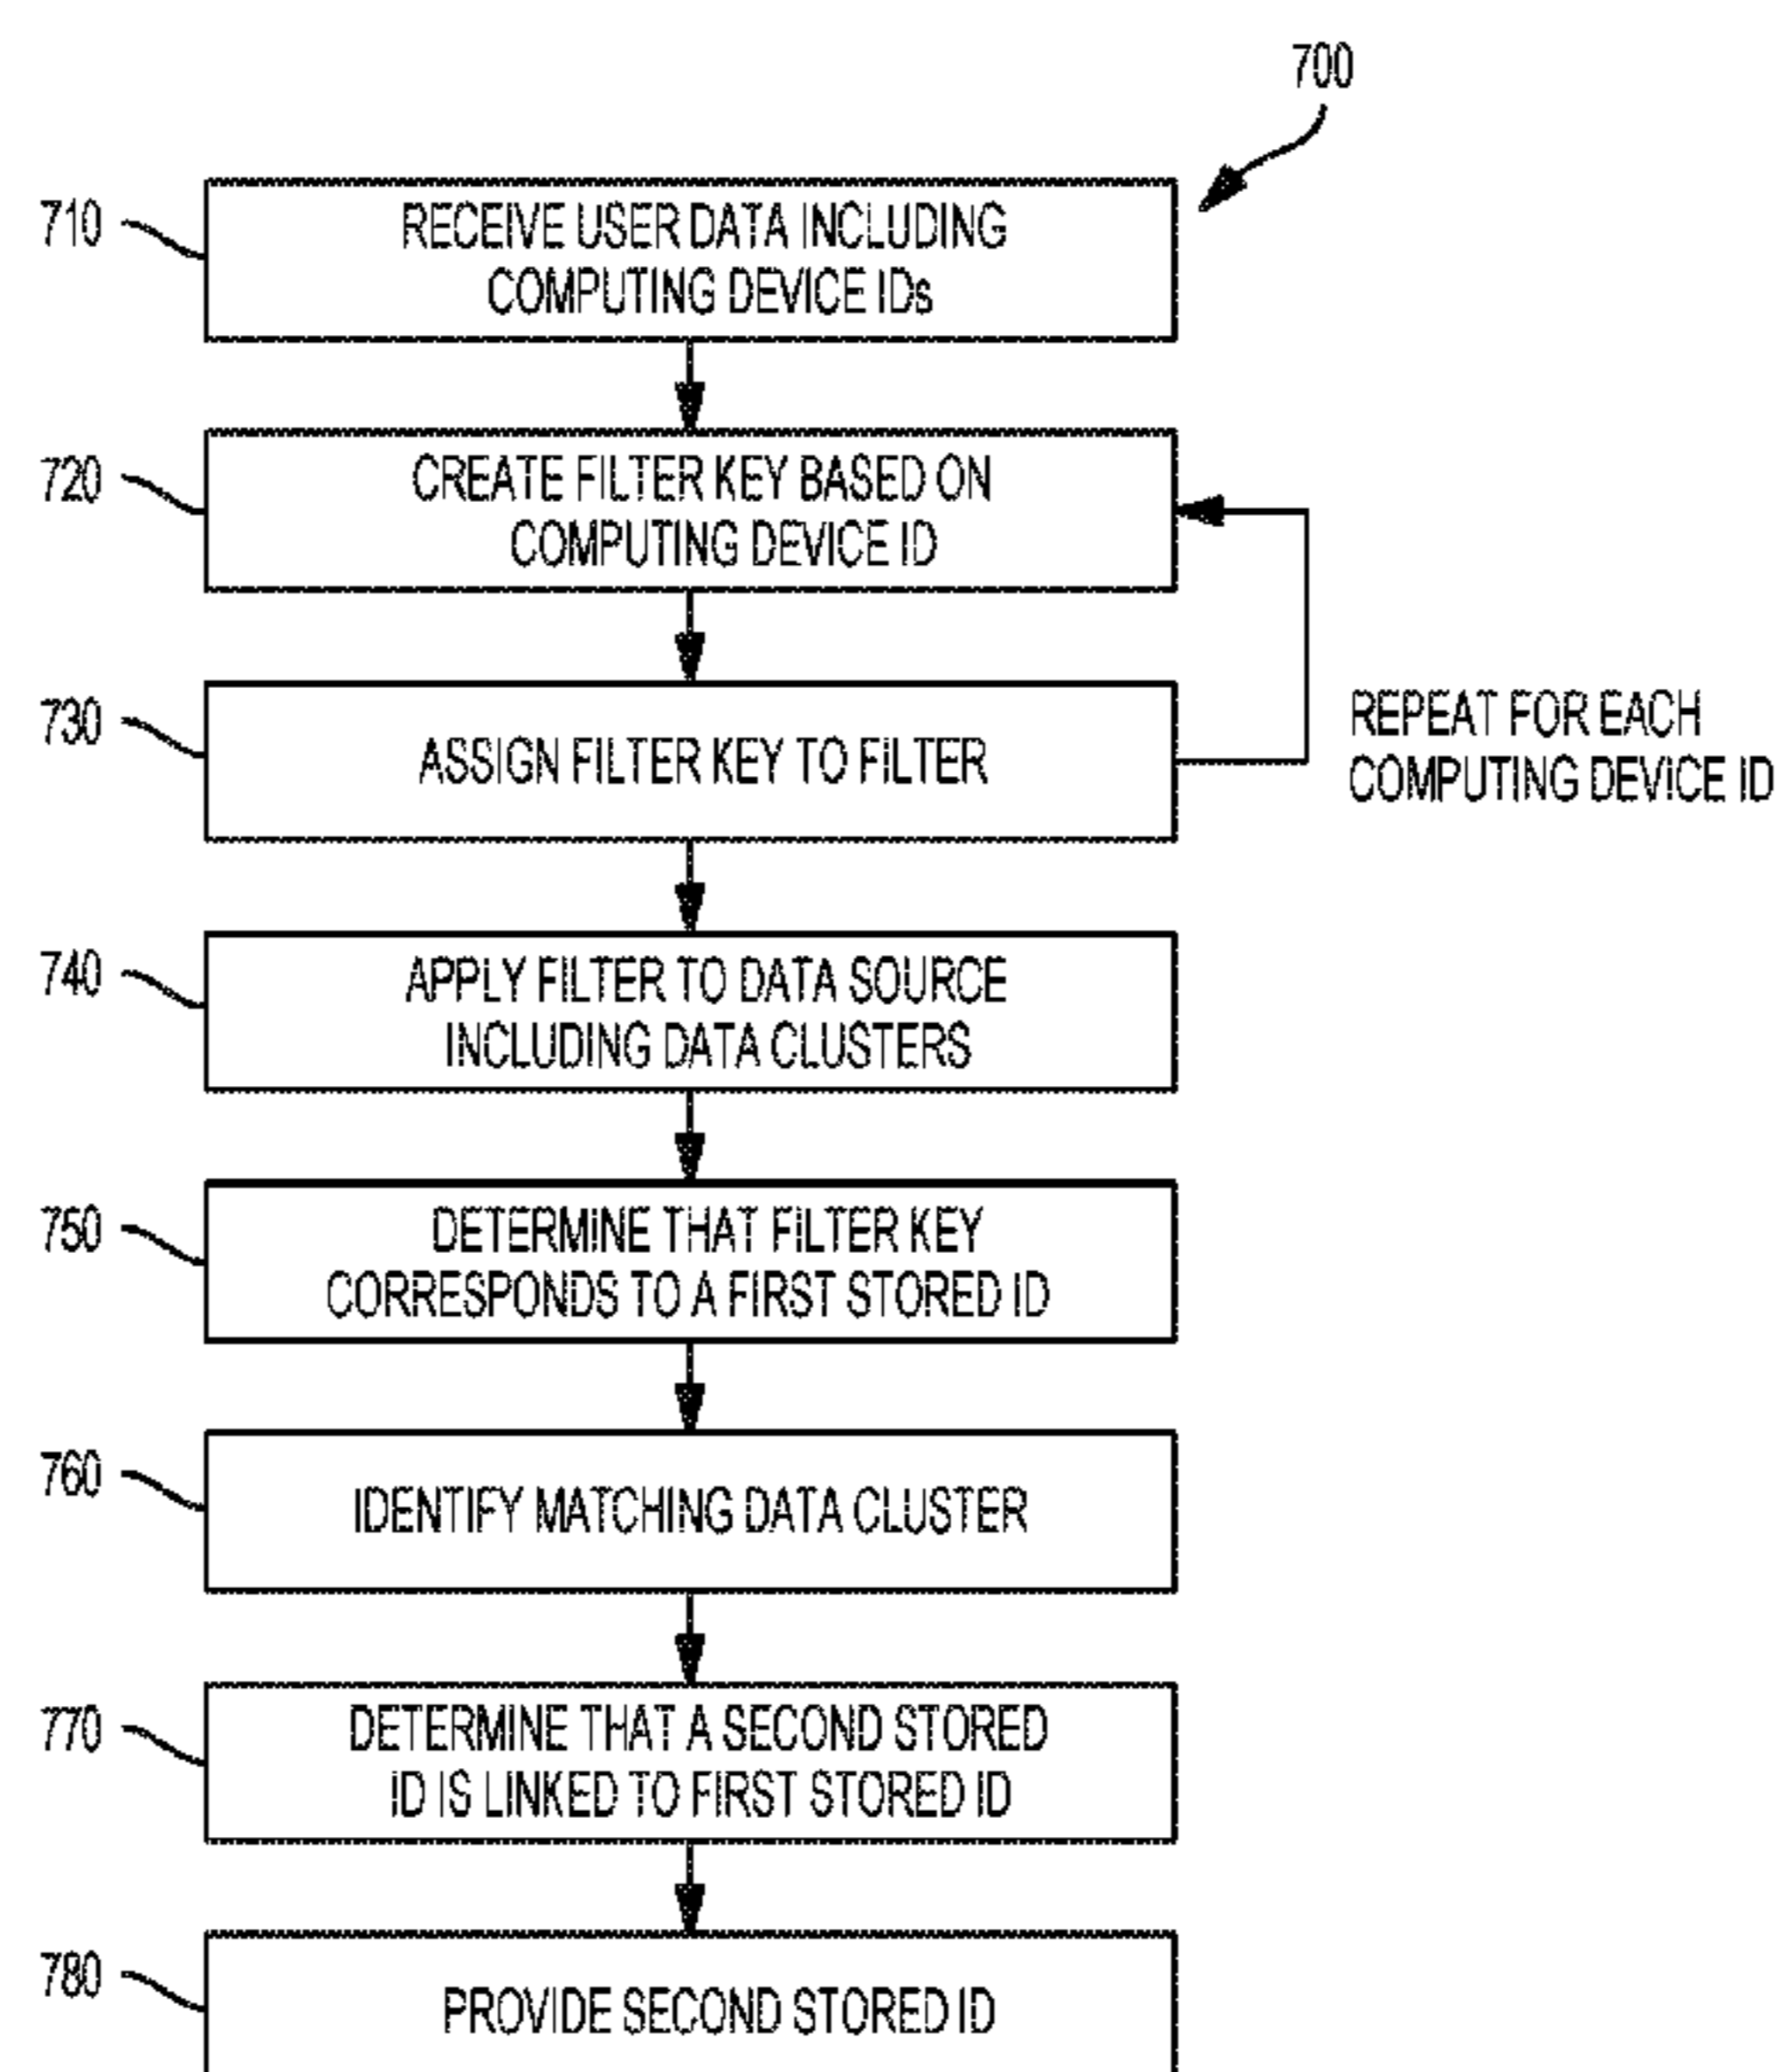 700
710
RECEIVE USER DATA INCLUDING
COMPUTING DEVICE IDs
720
CREATE FILTER KEY BASED ON
COMPUTING DEVICE ID
730
ASSIGN FILTER KEY TO FILTER
REPEAT FOR EACH
COMPUTING DEVICE ID
740
APPLY FILTER TO DATA SOURCE
INCLUDING DATA CLUSTERS
750
DETERMINE THAT FILTER KEY
CORRESPONDS TO A FIRST STORED ID
760
IDENTIFY MATCHING DATA CLUSTER
770
DETERMINE THAT A SECOND STORED
ID IS LINKED TO FIRST STORED ID
780
PROVIDE SECOND STORED ID